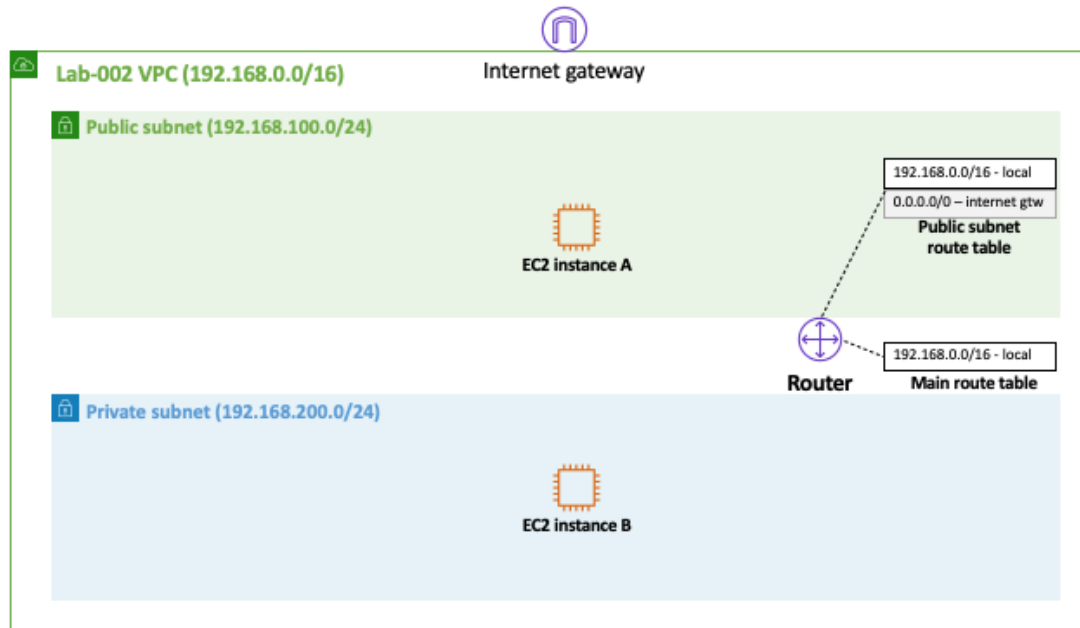 Internet gateway
Lab-002 VPC (192.168.0.0/16)
Public subnet (192.168.100.0/24)
192.168.0.0/16 - local
0.0.0.0/0 – internet gtw
Public subnet
route table
EC2 instance A
192.168.0.0/16 - local
Router
Main route table
Private subnet (192.168.200.0/24)
EC2 instance B